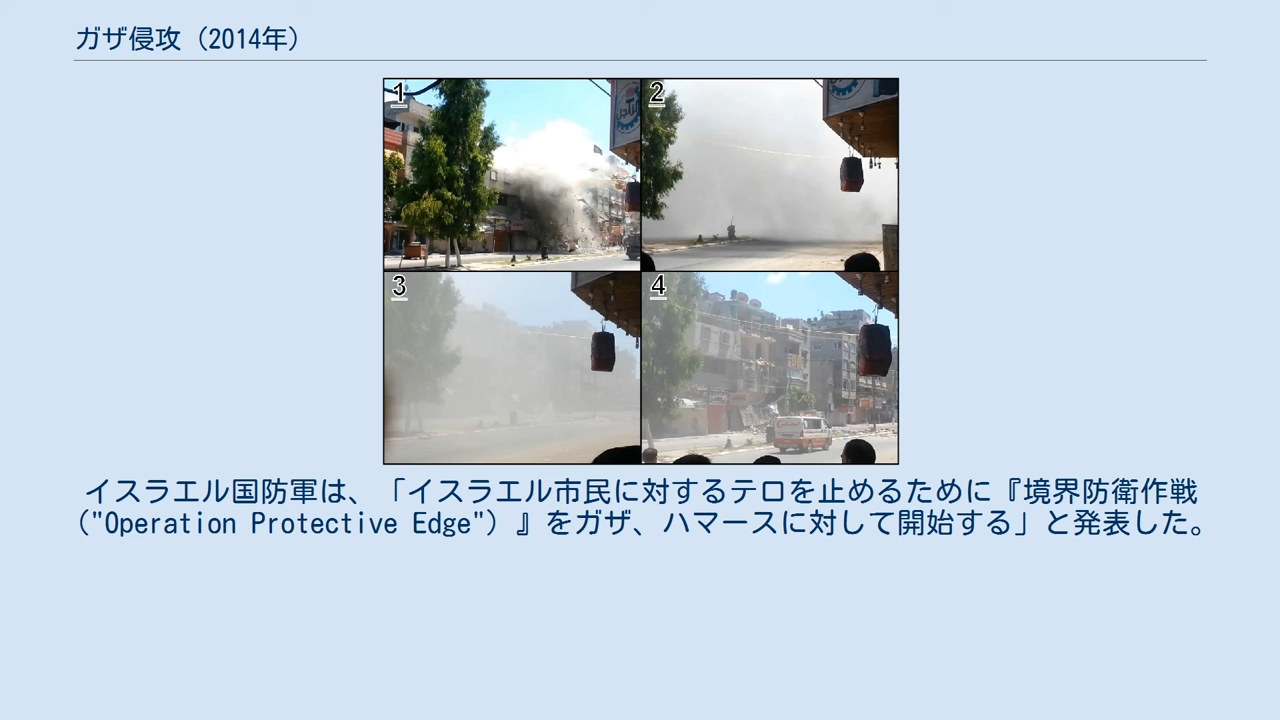 ガザ侵攻（2014年）
1
2
3
4
イスラエル国防軍は、「イスラエル市民に対するテロを止めるために『境界防衛作戦
（"Operation Protective Edge"）』をガザ、ハマースに対して開始する」と発表した。